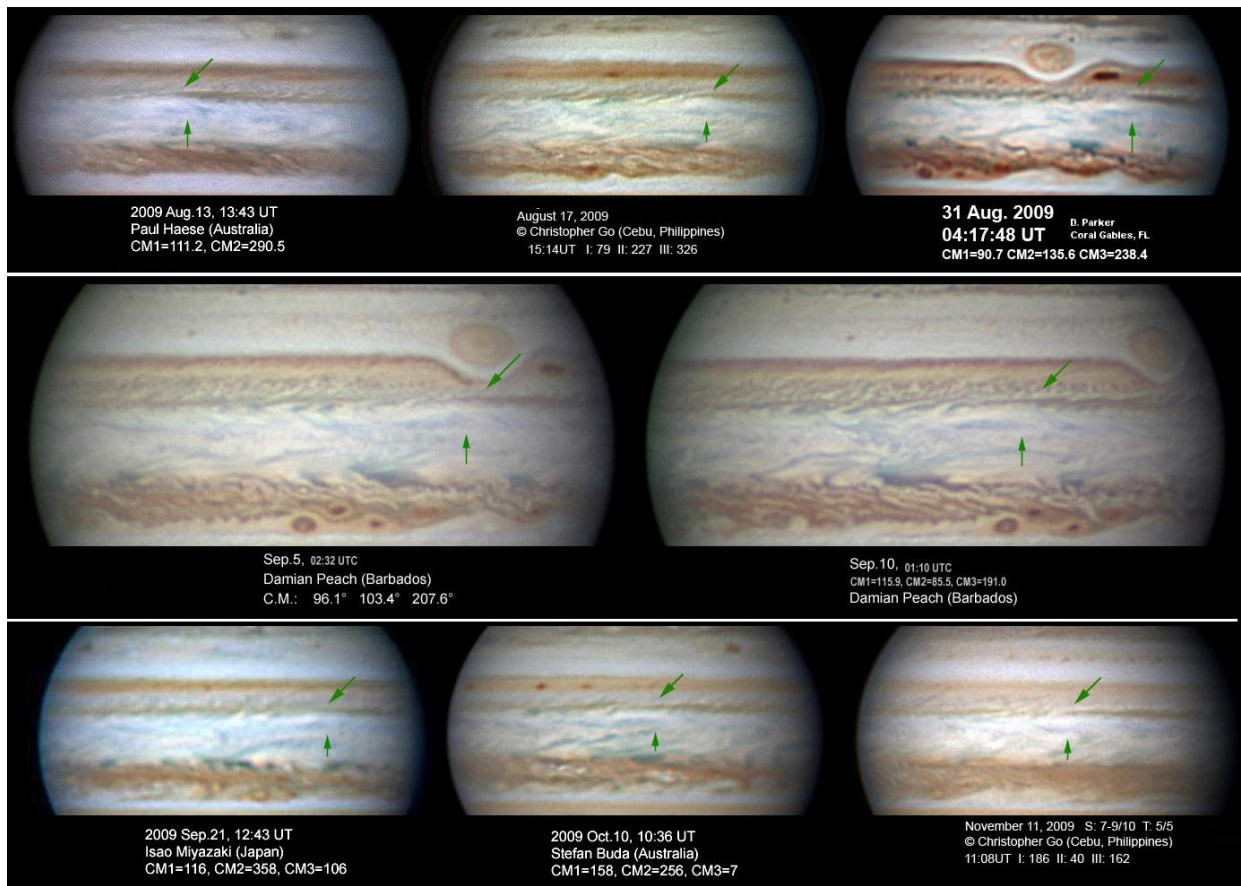 2009 Aug.13, 13:43 UT
Paul Haese (Australia)
CM1=111.2, CM2=290.5
August 17, 2009
© Christopher Go (Cebu, Philippines)
15:14UT I: 79 II: 227 III: 326
31 Aug. 2009
04:17:48 UT
D. Parker
Coral Gables, FL
CM1=90.7 CM2=135.6 CM3=238.4
Sep.5, 02:32 UTC
Damian Peach (Barbados)
C.M.: 96.1° 103.4° 207.6°
Sep.10, 01:10 UTC
CM1=115.9, CM2=85.5, CM3=191.0
Damian Peach (Barbados)
2009 Sep.21, 12:43 UT
Isao Miyazaki (Japan)
CM1=116, CM2=358, CM3=106
2009 Oct.10, 10:36 UT
Stefan Buda (Australia)
CM1=158, CM2=256, CM3=7
November 11, 2009 S: 7-9/10 T: 5/5
© Christopher Go (Cebu, Philippines)
11:08UT I: 186 II: 40 III: 162